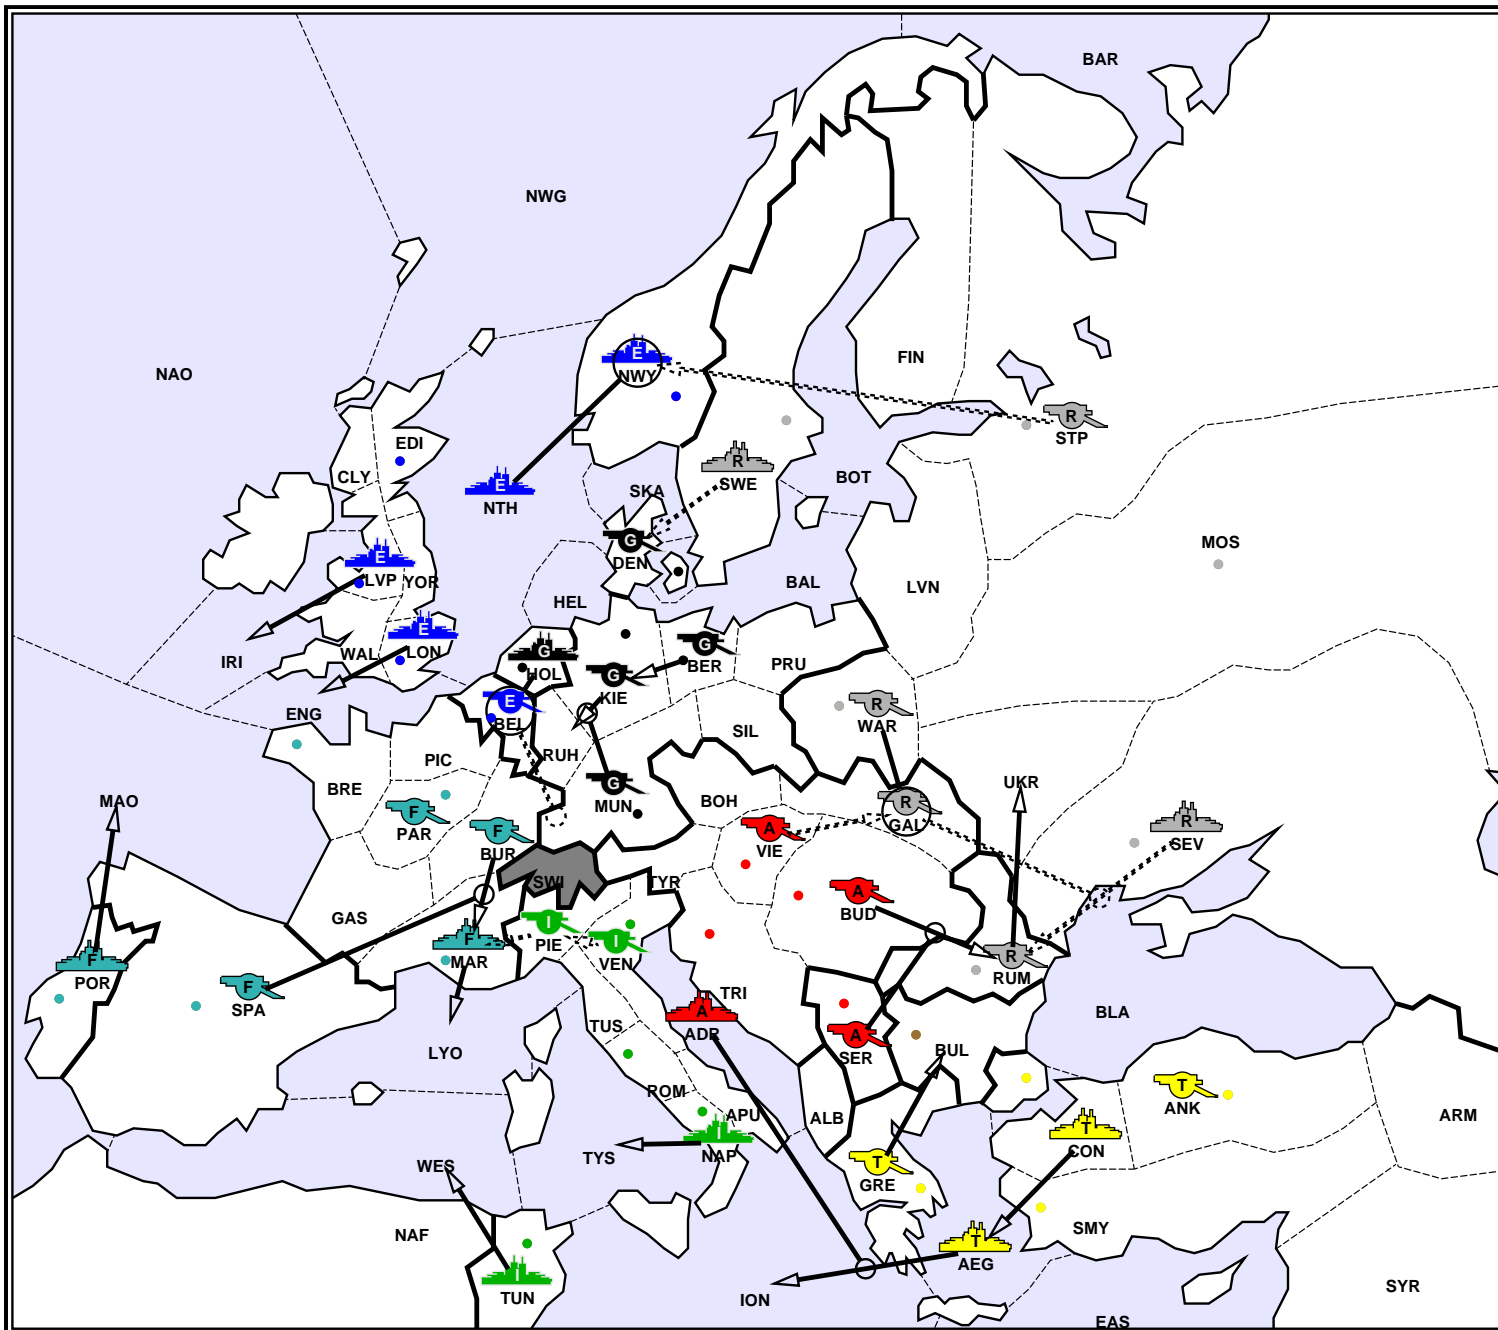 BAR
NWG
NAO
FIN
E
NWY
R
STP
EDI
CLY
R
SWE
BOT
SKA
E
NTH
MOS
G
DEN
E
LVP
YOR
BAL
LVN
HEL
E
LON
WAL
IRI
G
HOL
G
BER
PRU
G
KIE
E
BEL
ENG
R
WAR
SIL
PIC
RUH
BRE
G
MUN
BOH
UKR
MAO
F
PAR
F
BUR
A
VIE
R
GAL
R
SEV
SWI
TYR
A
BUD
GAS
I
PIE
I
VEN
F
MAR
F
POR
F
SPA
R
RUM
TRI
A
ADR
BLA
TUS
LYO
A
SER
BUL
ROM
APU
ALB
T
ANK
ARM
I
NAP
TYS
T
CON
WES
T
GRE
NAF
SMY
T
AEG
I
TUN
ION
SYR
EAS